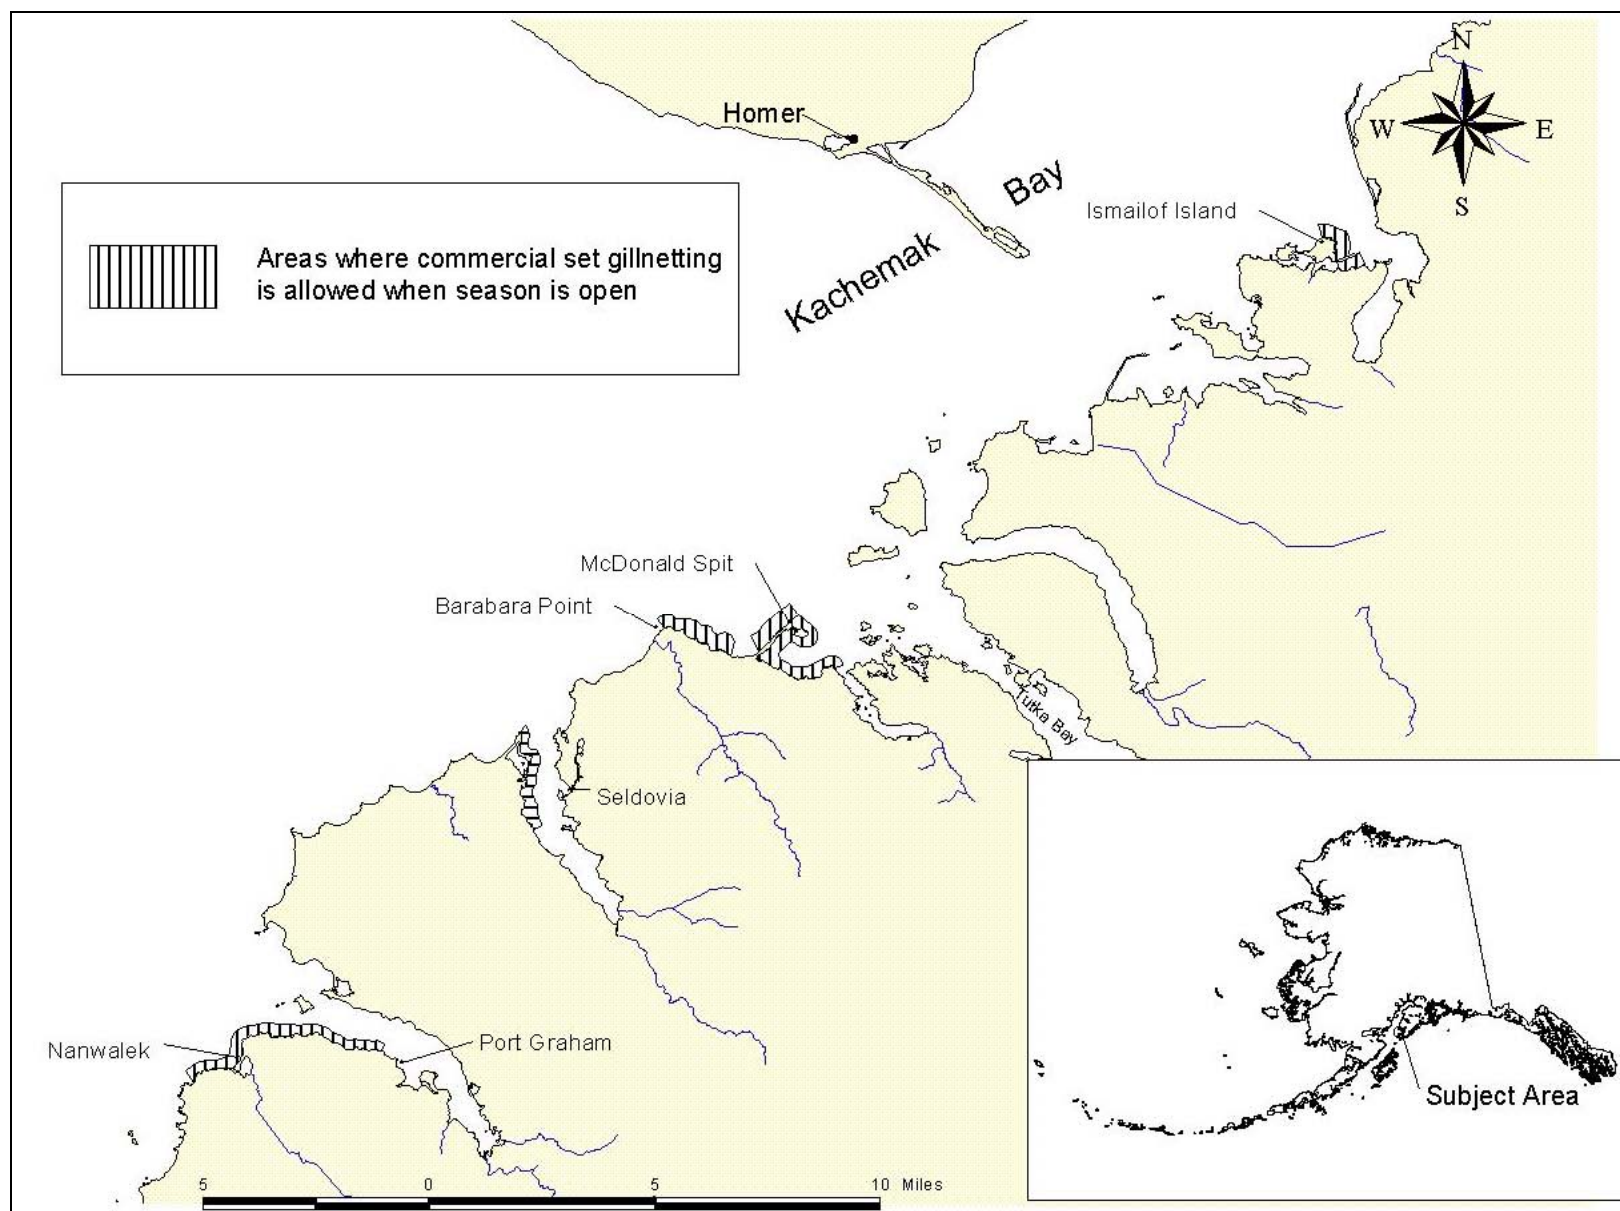 N
Homer
W
E
Bay
S
Ismailof Island
Areas where commercial set gillnetting
is allowed when season is open
Kachemak
McDonald Spit
Barabara Point
Tutka Bay
Seldovia
Nanwalek
Port Graham
Subject Area
5 0 5 10 Miles